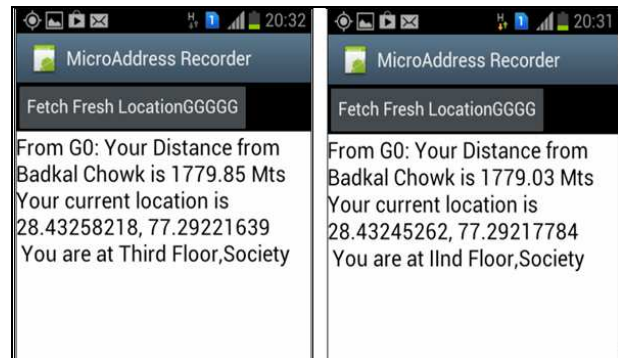 20:32
MicroAddress Recorder
Fetch Fresh LocationGGGGG
From G0: Your Distance from
Badkal Chowk is 1779.85 Mts
Your current location is
28.43258218, 77.29221639
You are at Third Floor,Society
20:31
MicroAddress Recorder
Fetch Fresh LocationGGGG
From G0: Your Distance from
Badkal Chowk is 1779.03 Mts
Your current location is
28.43245262, 77.29217784
You are at IInd Floor,Society